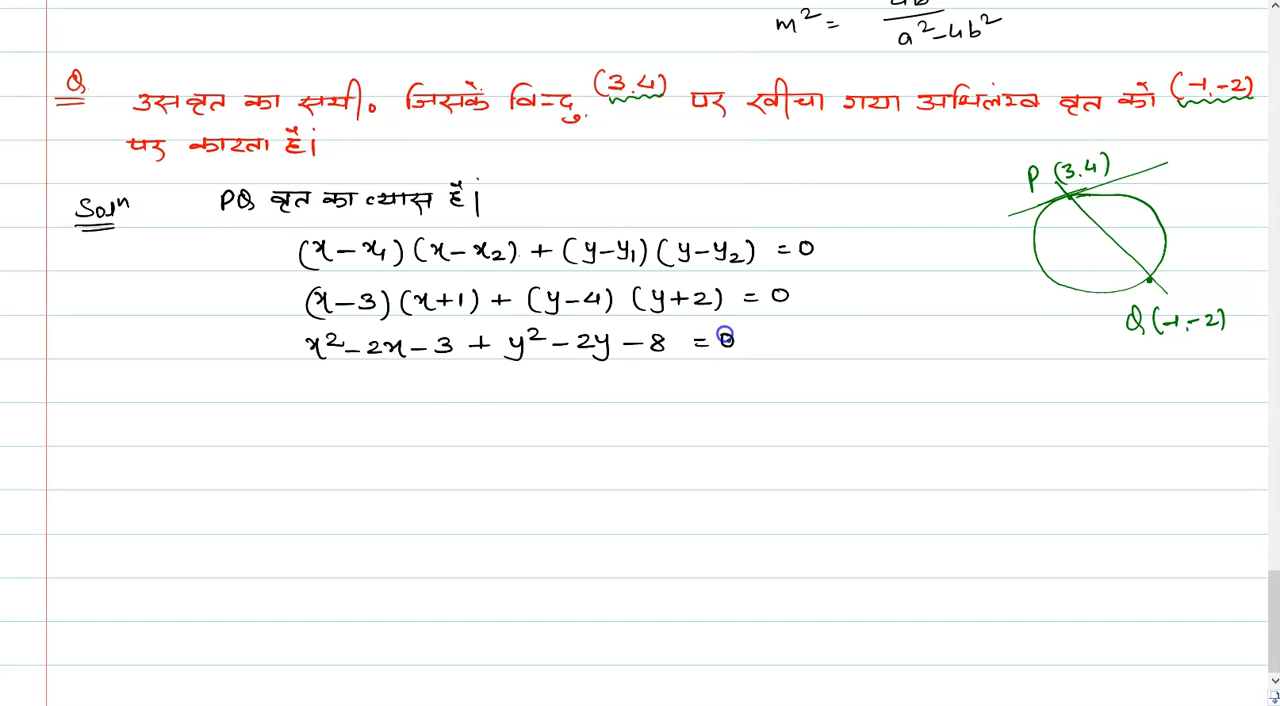 m² = 4b² / a²-4b²
Q. उस वृत का समी० जिसके बिन्दु (3,4) पर खीचा गया अभिलम्ब वृत को (-1,-2)
पर काटता है।
P (3,4)
Solⁿ PQ वृत का व्यास है।
(x-x₁)(x-x₂) + (y-y₁)(y-y₂) = 0
(x-3)(x+1) + (y-4)(y+2) = 0
Q(-1,-2)
x²-2x-3 + y²-2y-8 = 0